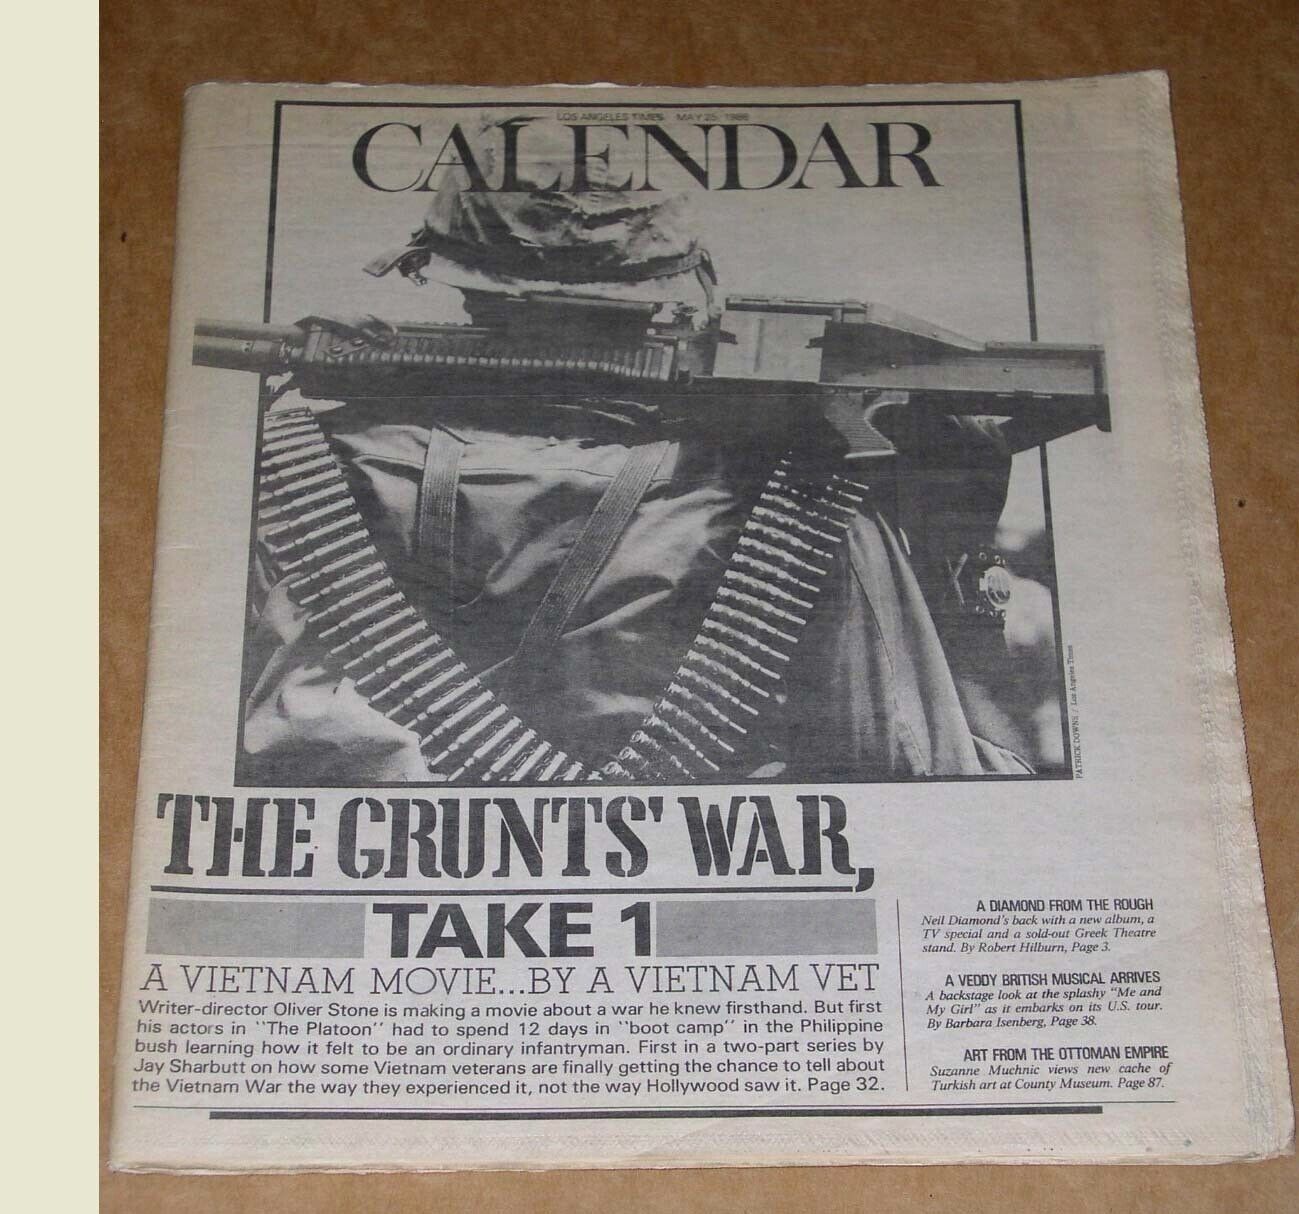 LOS ANGELES TIMES MAY 25, 1986
CALENDAR
PATRICK DOWNS / Los Angeles Times
THE GRUNTS' WAR,
TAKE 1
A VIETNAM MOVIE...BY A VIETNAM VET
Writer-director Oliver Stone is making a movie about a war he knew firsthand. But first
his actors in "The Platoon" had to spend 12 days in "boot camp" in the Philippine
bush learning how it felt to be an ordinary infantryman. First in a two-part series by
Jay Sharbutt on how some Vietnam veterans are finally getting the chance to tell about
the Vietnam War the way they experienced it, not the way Hollywood saw it. Page 32.
A DIAMOND FROM THE ROUGH
Neil Diamond's back with a new album, a
TV special and a sold-out Greek Theatre
stand. By Robert Hilburn, Page 3.
A VEDDY BRITISH MUSICAL ARRIVES
A backstage look at the splashy "Me and
My Girl" as it embarks on its U.S. tour.
By Barbara Isenberg, Page 38.
ART FROM THE OTTOMAN EMPIRE
Suzanne Muchnic views new cache of
Turkish art at County Museum. Page 87.